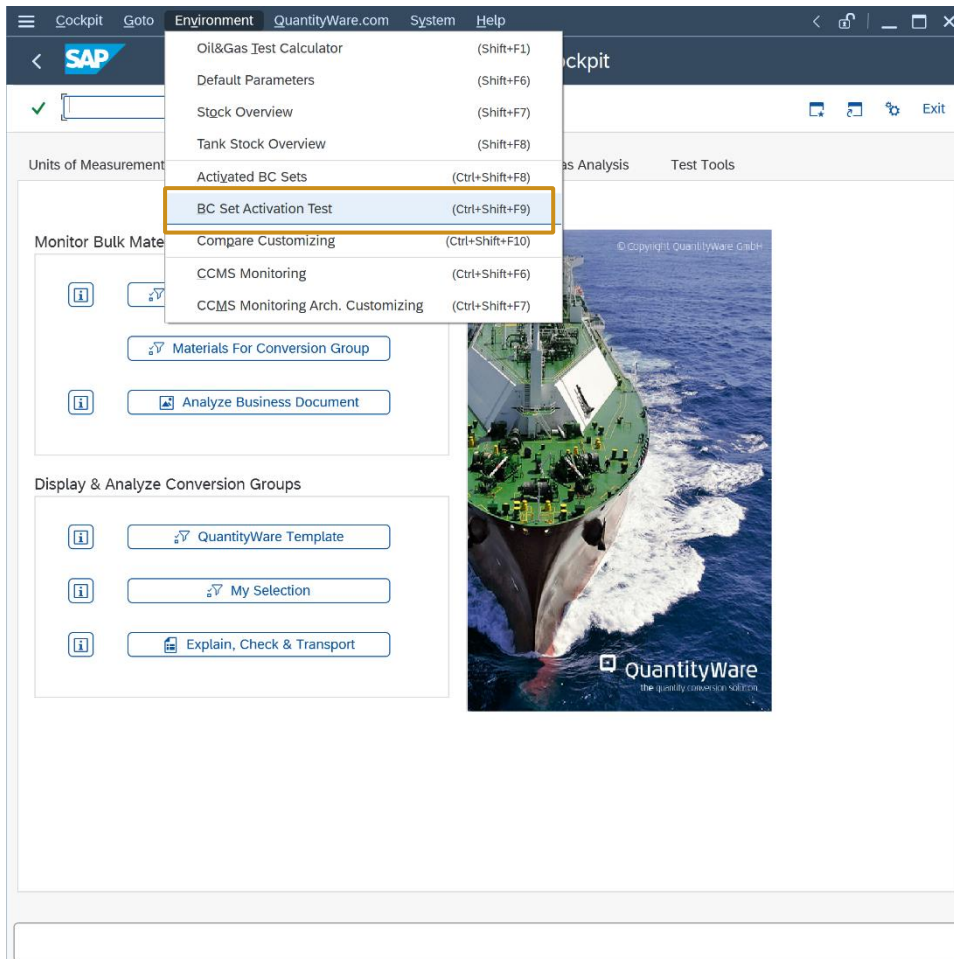 Cockpit Goto Environment QuantityWare.com System Help
SAP ockpit
Exit
Oil&Gas Test Calculator (Shift+F1)
Default Parameters (Shift+F6)
Stock Overview (Shift+F7)
Tank Stock Overview (Shift+F8)
Activated BC Sets (Ctrl+Shift+F8)
BC Set Activation Test (Ctrl+Shift+F9)
Compare Customizing (Ctrl+Shift+F10)
CCMS Monitoring (Ctrl+Shift+F6)
CCMS Monitoring Arch. Customizing (Ctrl+Shift+F7)
Units of Measurement as Analysis Test Tools
Monitor Bulk Mate
Materials For Conversion Group
Analyze Business Document
Display & Analyze Conversion Groups
QuantityWare Template
My Selection
Explain, Check & Transport
© Copyright QuantityWare GmbH
QuantityWare
the quantity conversion solution